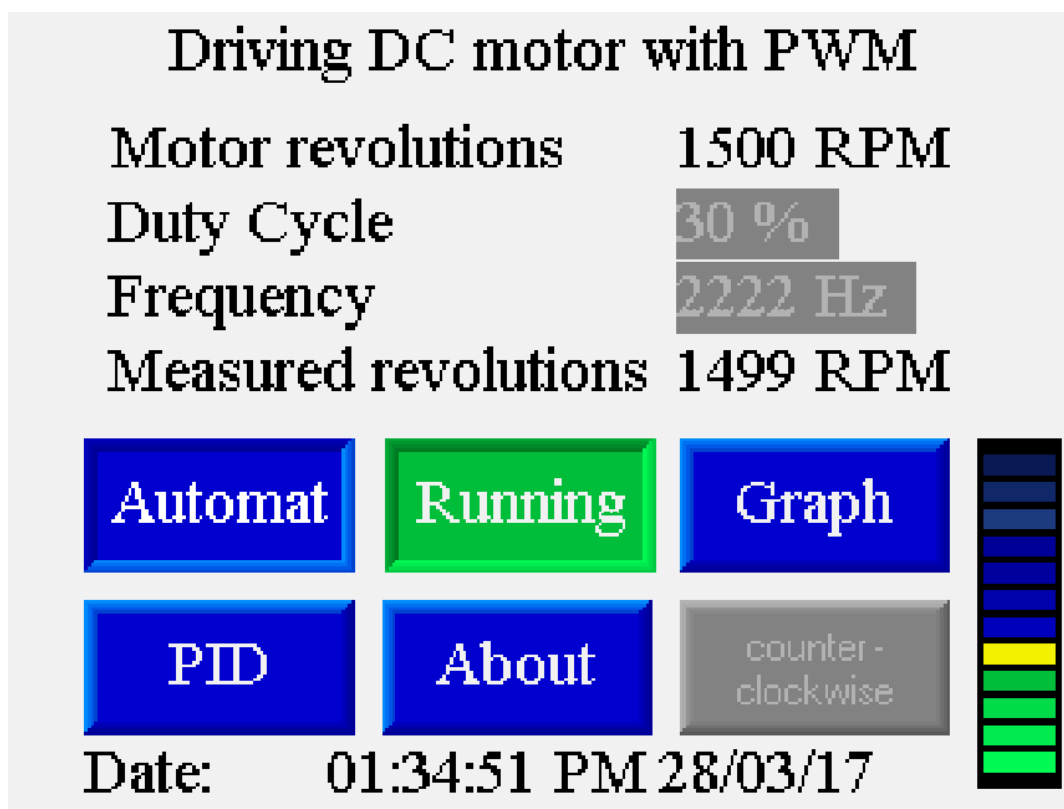 Driving DC motor with PWM
Motor revolutions 1500 RPM
Duty Cycle 30 %
Frequency 2222 Hz
Measured revolutions 1499 RPM
Automat Running Graph
PID About counter-
clockwise
Date: 01:34:51 PM 28/03/17